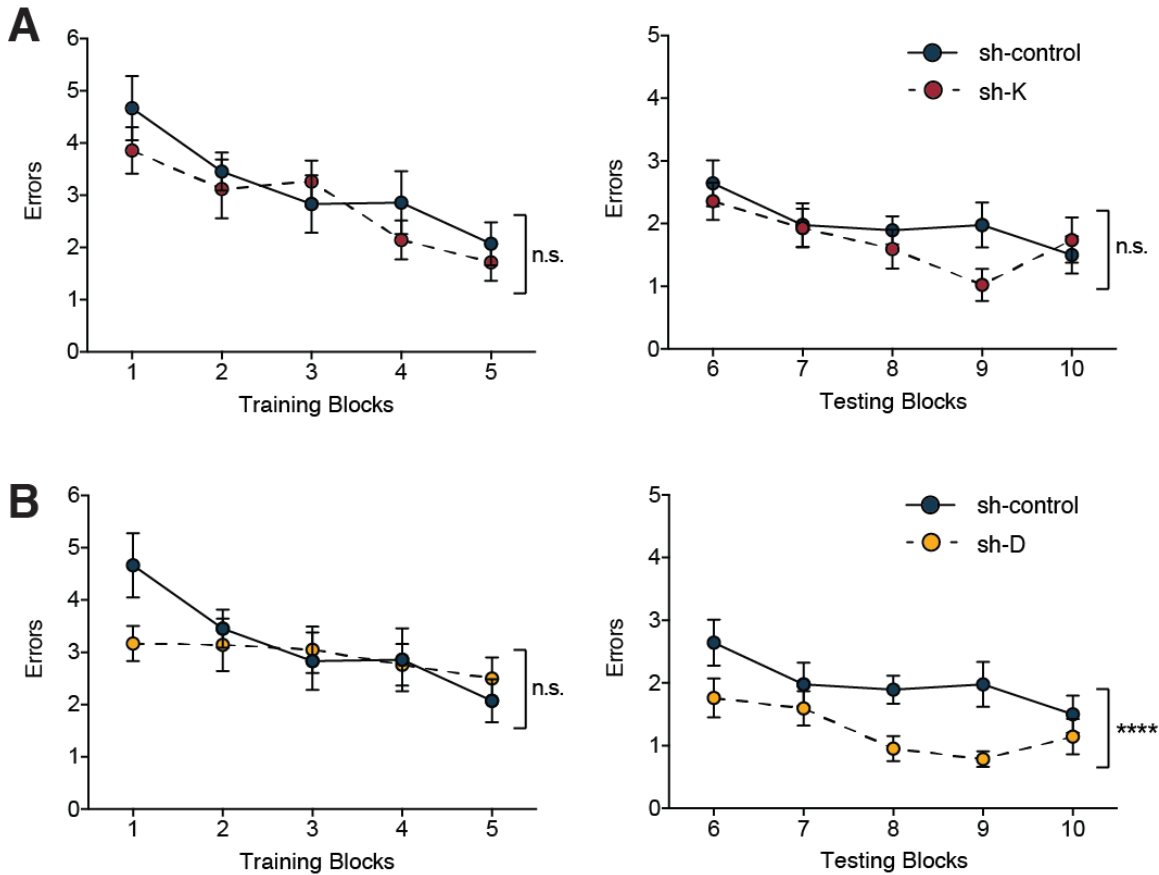 A
6
5
4
3
2
1
0
Errors
1 2 3 4 5
Training Blocks
n.s.
5
4
3
2
1
0
Errors
6 7 8 9 10
Testing Blocks
sh-control
sh-K
n.s.
B
6
5
4
3
2
1
0
Errors
1 2 3 4 5
Training Blocks
n.s.
5
4
3
2
1
0
Errors
6 7 8 9 10
Testing Blocks
sh-control
sh-D
****